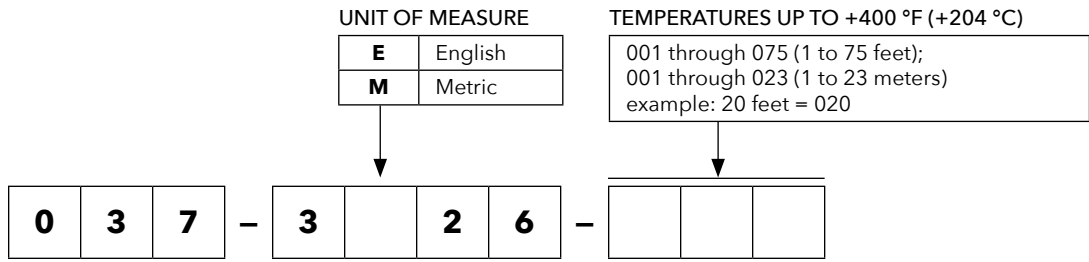 UNIT OF MEASURE
E English
M Metric
TEMPERATURES UP TO +400 °F (+204 °C)
001 through 075 (1 to 75 feet);
001 through 023 (1 to 23 meters)
example: 20 feet = 020
0 3 7 – 3 2 6 –